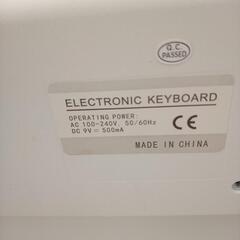 Q.C.
PASSED
ELECTRONIC KEYBOARD
OPERATING POWER:
AC 100-240V, 50/60Hz
DC 9V = 500mA
CE
MADE IN CHINA